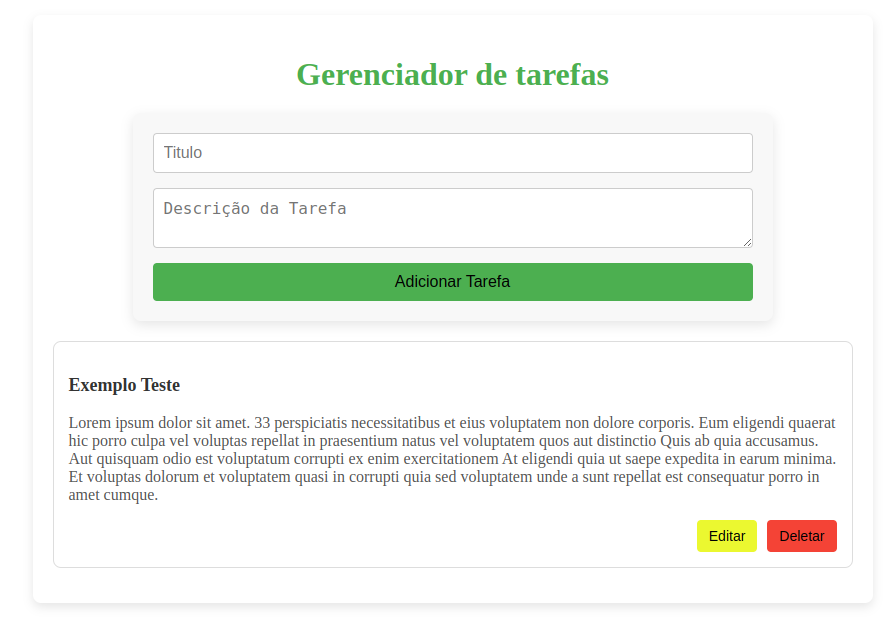 Gerenciador de tarefas
Titulo
Descrição da Tarefa
Adicionar Tarefa
Exemplo Teste
Lorem ipsum dolor sit amet. 33 perspiciatis necessitatibus et eius voluptatem non dolore corporis. Eum eligendi quaerat
hic porro culpa vel voluptas repellat in praesentium natus vel voluptatem quos aut distinctio Quis ab quia accusamus.
Aut quisquam odio est voluptatum corrupti ex enim exercitationem At eligendi quia ut saepe expedita in earum minima.
Et voluptas dolorum et voluptatem quasi in corrupti quia sed voluptatem unde a sunt repellat est consequatur porro in
amet cumque.
Editar Deletar